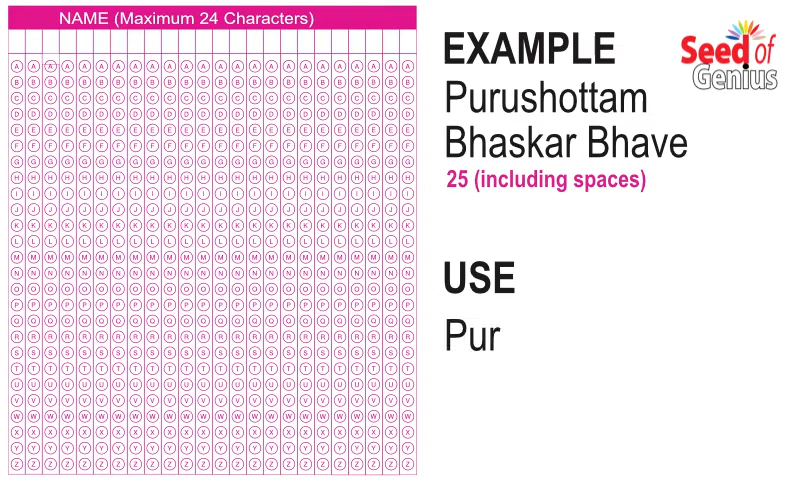 NAME (Maximum 24 Characters)
A A A A A A A A A A A A A A A A A A A A A A A A
B B B B B B B B B B B B B B B B B B B B B B B B
C C C C C C C C C C C C C C C C C C C C C C C C
D D D D D D D D D D D D D D D D D D D D D D D D
E E E E E E E E E E E E E E E E E E E E E E E E
F F F F F F F F F F F F F F F F F F F F F F F F
G G G G G G G G G G G G G G G G G G G G G G G G
H H H H H H H H H H H H H H H H H H H H H H H H
I I I I I I I I I I I I I I I I I I I I I I I I
J J J J J J J J J J J J J J J J J J J J J J J J
K K K K K K K K K K K K K K K K K K K K K K K K
L L L L L L L L L L L L L L L L L L L L L L L L
M M M M M M M M M M M M M M M M M M M M M M M M
N N N N N N N N N N N N N N N N N N N N N N N N
O O O O O O O O O O O O O O O O O O O O O O O O
P P P P P P P P P P P P P P P P P P P P P P P P
Q Q Q Q Q Q Q Q Q Q Q Q Q Q Q Q Q Q Q Q Q Q Q Q
R R R R R R R R R R R R R R R R R R R R R R R R
S S S S S S S S S S S S S S S S S S S S S S S S
T T T T T T T T T T T T T T T T T T T T T T T T
U U U U U U U U U U U U U U U U U U U U U U U U
V V V V V V V V V V V V V V V V V V V V V V V V
W W W W W W W W W W W W W W W W W W W W W W W W
X X X X X X X X X X X X X X X X X X X X X X X X
Y Y Y Y Y Y Y Y Y Y Y Y Y Y Y Y Y Y Y Y Y Y Y Y
Z Z Z Z Z Z Z Z Z Z Z Z Z Z Z Z Z Z Z Z Z Z Z Z
EXAMPLE
Purushottam
Bhaskar Bhave
25 (including spaces)
USE
Pur
Seed of
Genius